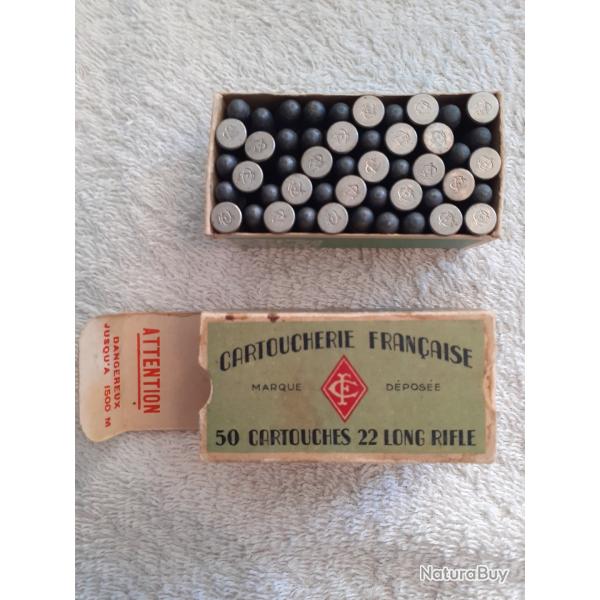 CARTOUCHERIE FRANÇAISE
MARQUE CF DÉPOSÉE
50 CARTOUCHES 22 LONG RIFLE
ATTENTION
DANGEREUX
JUSQU'A 1500 M
NaturaBuy